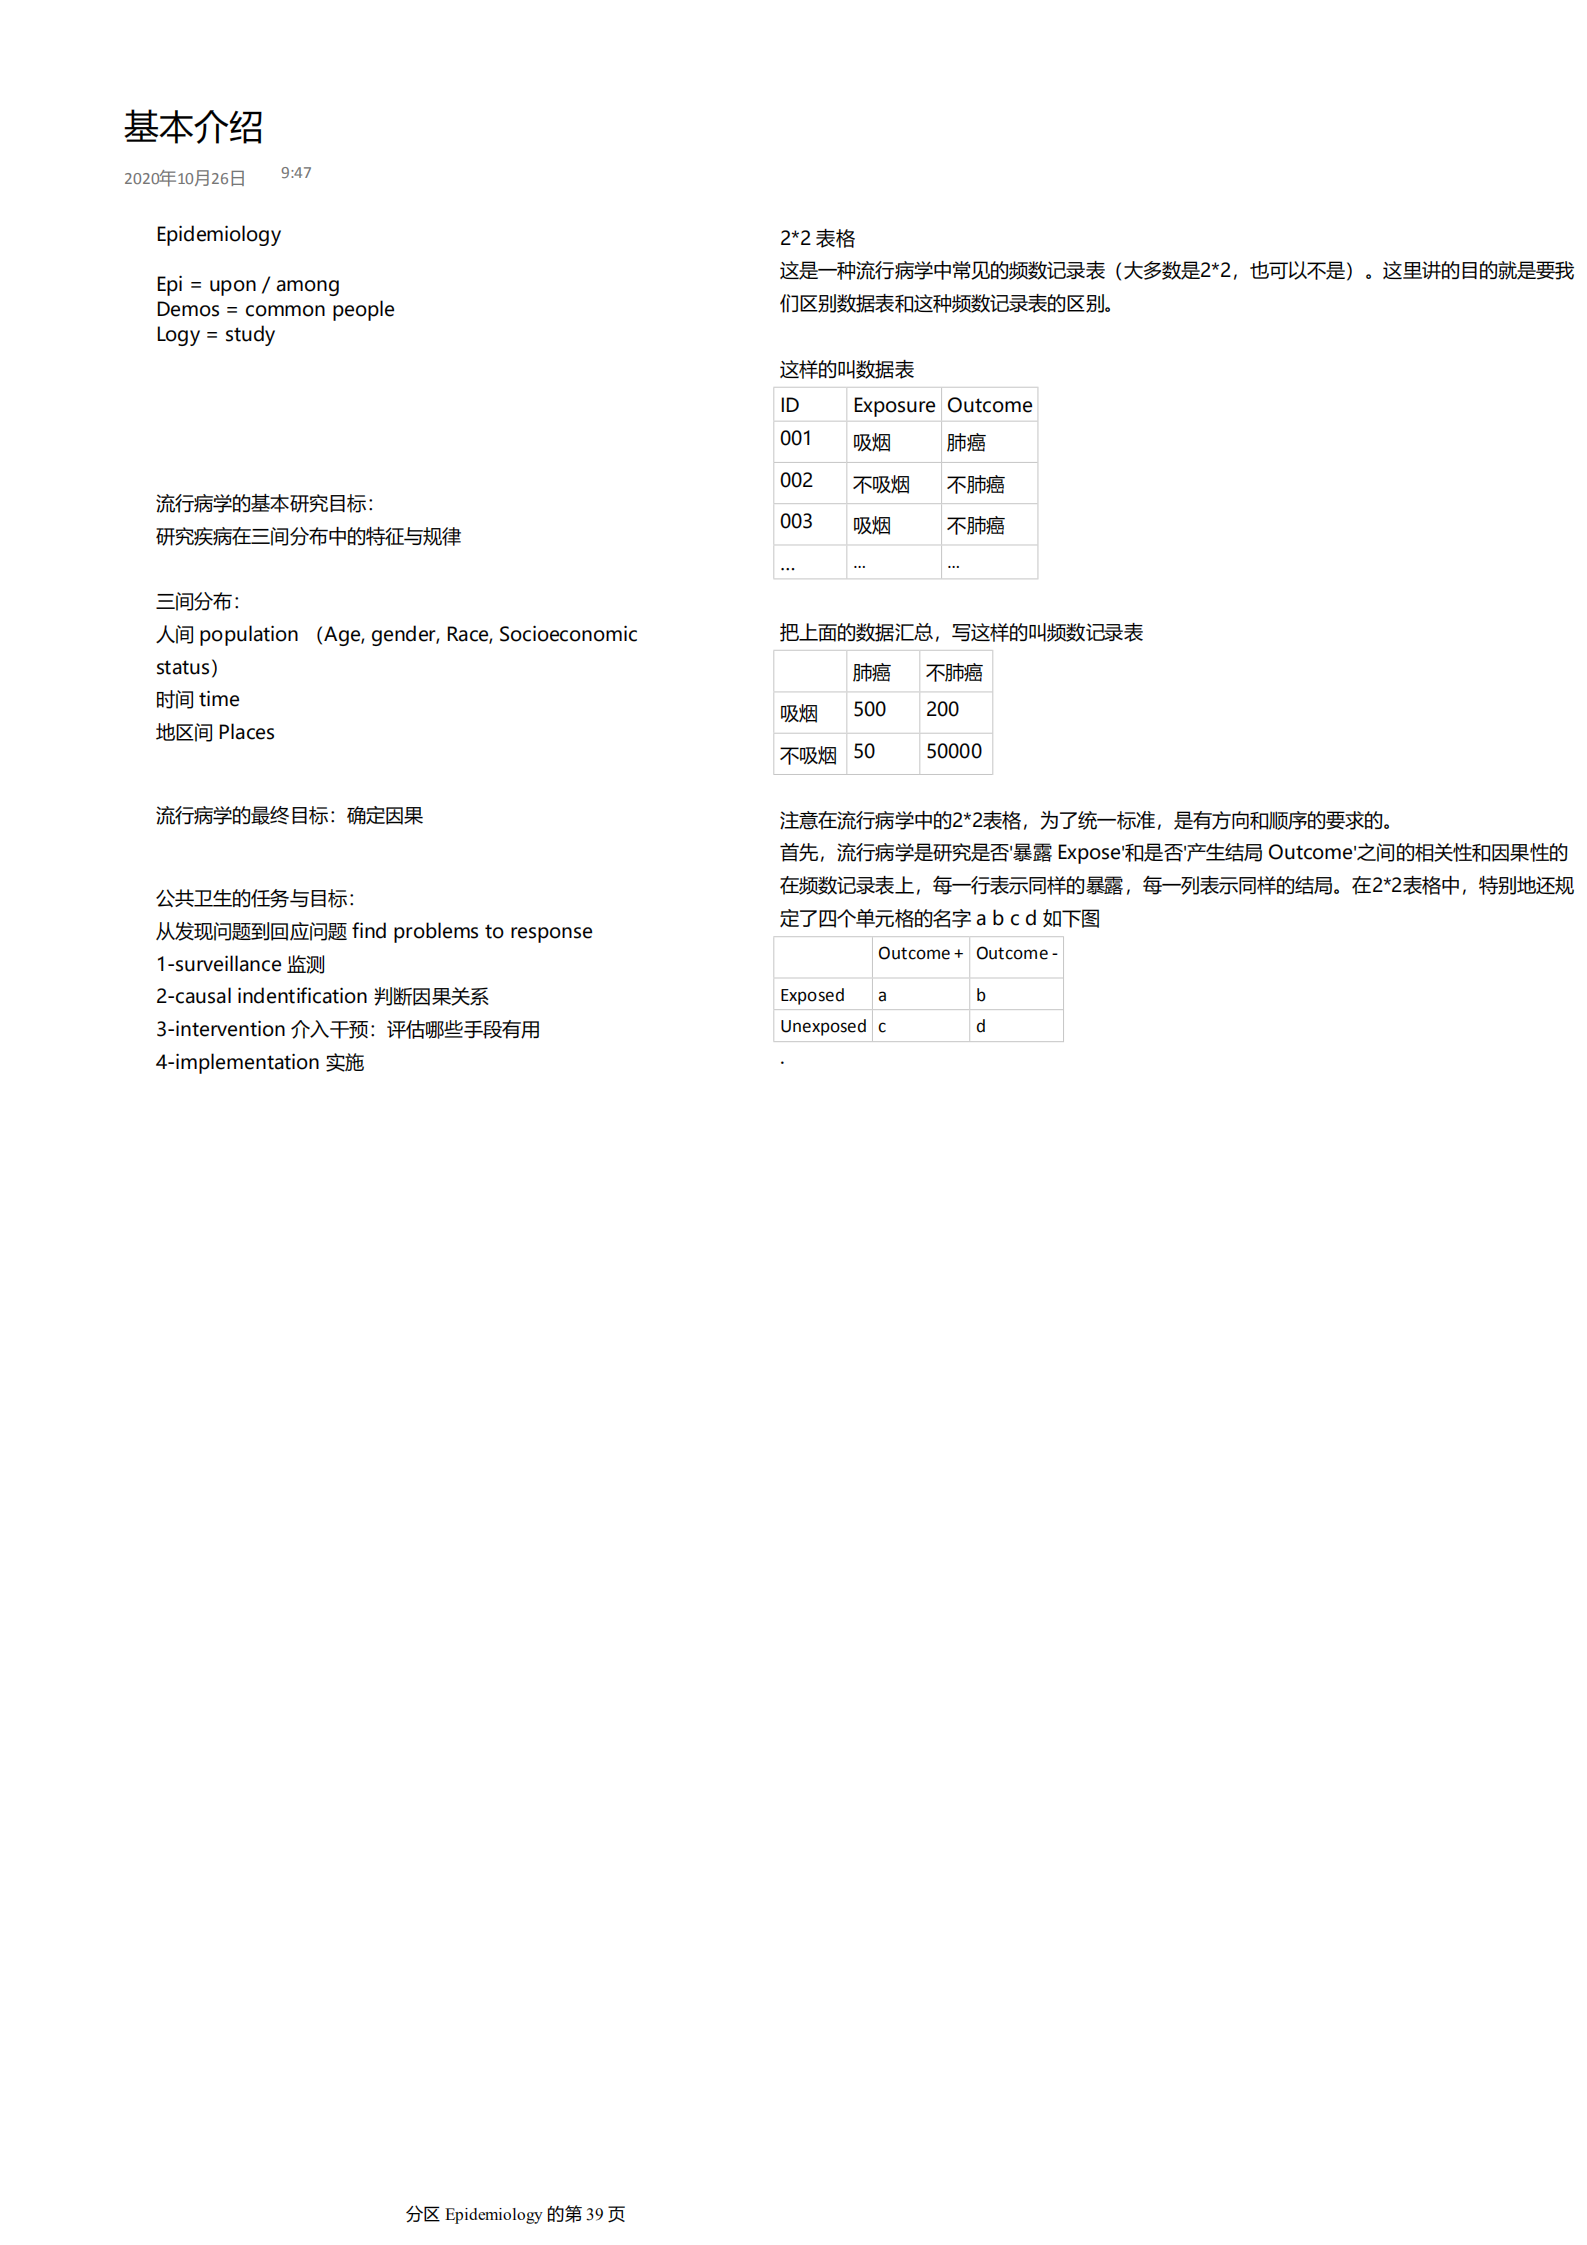 基本介绍
2020年10月26日 9:47
Epidemiology
Epi = upon / among
Demos = common people
Logy = study
流行病学的基本研究目标：
研究疾病在三间分布中的特征与规律
三间分布：
人间 population （Age, gender, Race, Socioeconomic
status）
时间 time
地区间 Places
流行病学的最终目标：确定因果
公共卫生的任务与目标：
从发现问题到回应问题 find problems to response
1-surveillance 监测
2-causal indentification 判断因果关系
3-intervention 介入干预：评估哪些手段有用
4-implementation 实施
2*2 表格
这是一种流行病学中常见的频数记录表（大多数是2*2，也可以不是）。这里讲的目的就是要我
们区别数据表和这种频数记录表的区别。
这样的叫数据表
ID Exposure Outcome
001 吸烟 肺癌
002 不吸烟 不肺癌
003 吸烟 不肺癌
... ... ...
把上面的数据汇总，写这样的叫频数记录表
肺癌 不肺癌
吸烟 500 200
不吸烟 50 50000
注意在流行病学中的2*2表格，为了统一标准，是有方向和顺序的要求的。
首先，流行病学是研究是否'暴露 Expose'和是否'产生结局 Outcome'之间的相关性和因果性的
在频数记录表上，每一行表示同样的暴露，每一列表示同样的结局。在2*2表格中，特别地还规
定了四个单元格的名字 a b c d 如下图
Outcome + Outcome -
Exposed a b
Unexposed c d
.
分区 Epidemiology 的第 39 页